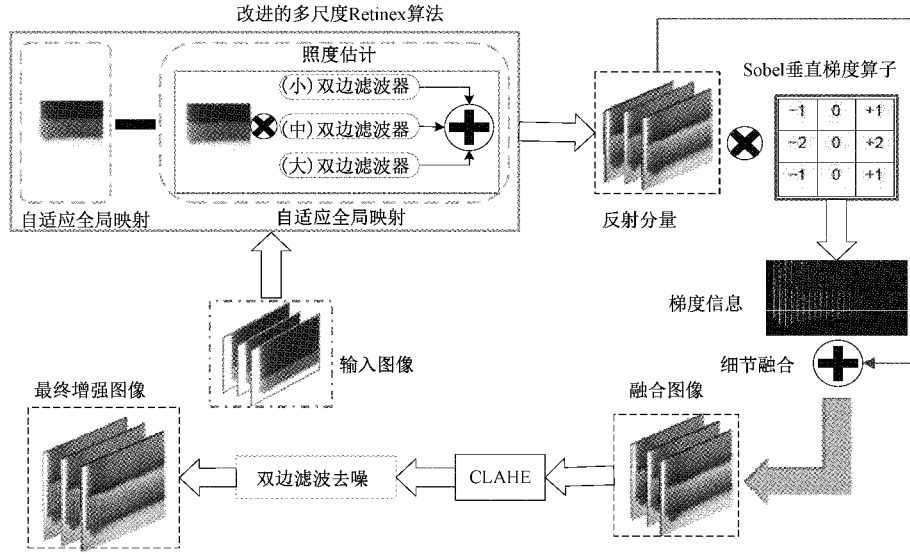 改进的多尺度Retinex算法
照度估计
(小)双边滤波器
(中)双边滤波器
(大)双边滤波器
自适应全局映射
自适应全局映射
反射分量
Sobel垂直梯度算子
-1 0 +1
-2 0 +2
-1 0 +1
梯度信息
细节融合
输入图像
融合图像
CLAHE
双边滤波去噪
最终增强图像